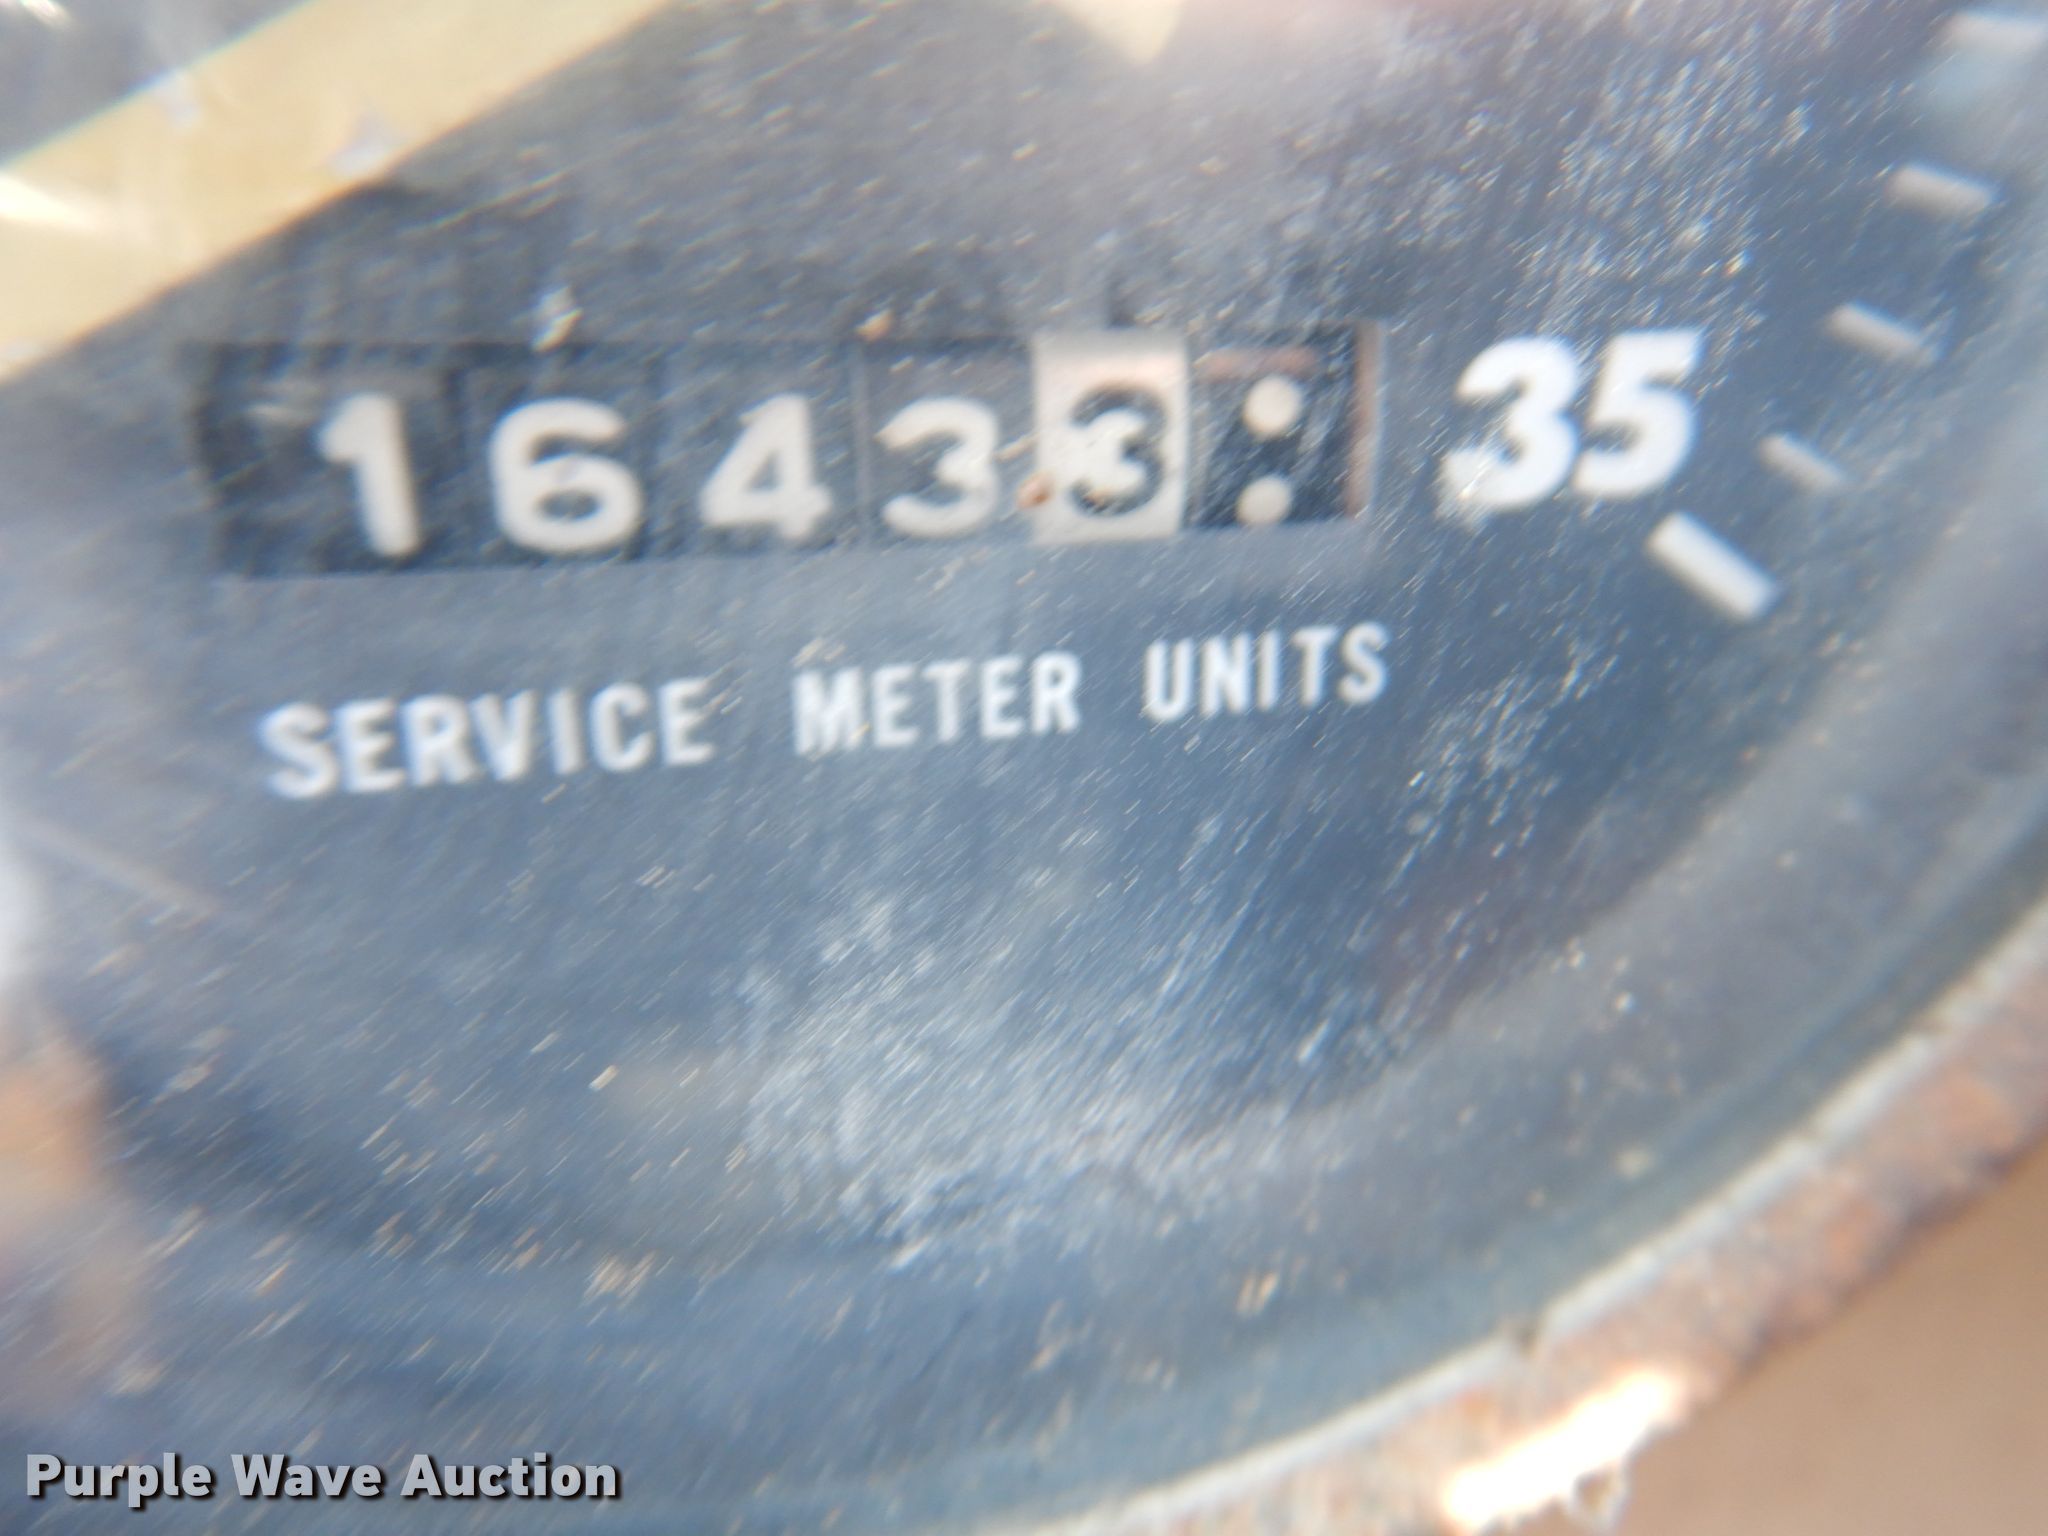 16433 35
SERVICE METER UNITS
Purple Wave Auction